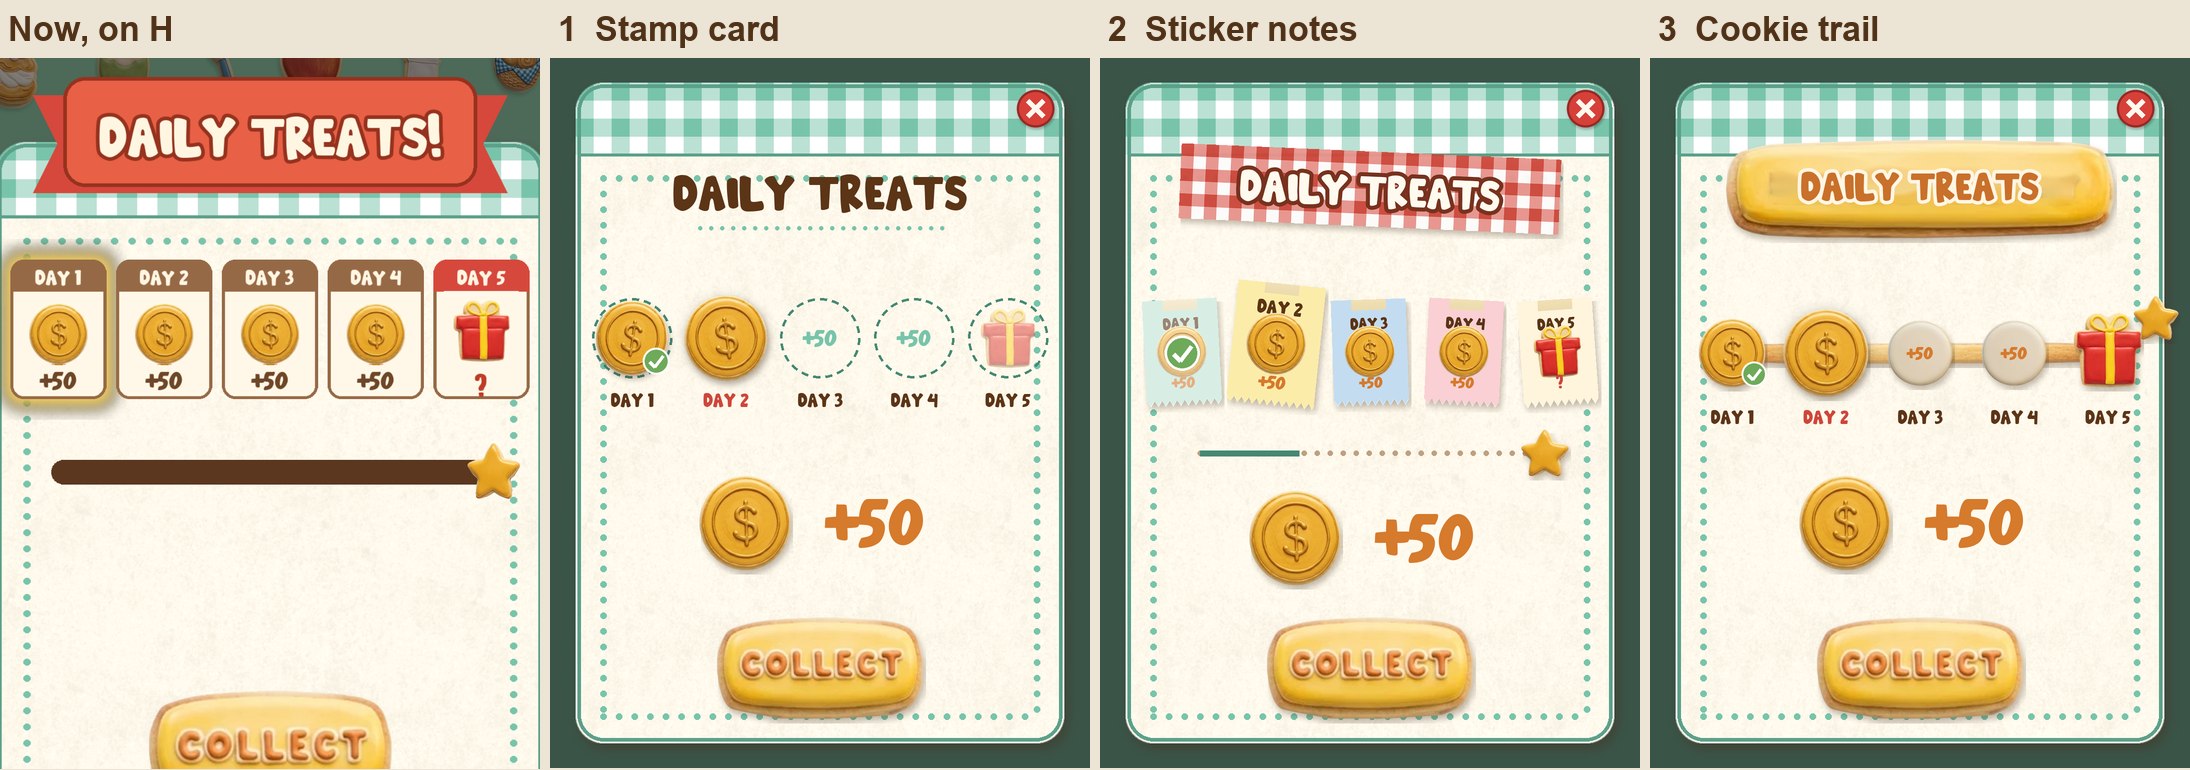 Now, on H
DAILY TREATS!
DAY 1 DAY 2 DAY 3 DAY 4 DAY 5
$ $ $ $
+50 +50 +50 +50 ?
COLLECT
1 Stamp card
DAILY TREATS
$ $ +50 +50
DAY 1 DAY 2 DAY 3 DAY 4 DAY 5
$ +50
COLLECT
2 Sticker notes
DAILY TREATS
DAY 1 DAY 2 DAY 3 DAY 4 DAY 5
$ $ $
+50 +50 +50 +50 ?
$ +50
COLLECT
3 Cookie trail
DAILY TREATS
$ $ +50 +50
DAY 1 DAY 2 DAY 3 DAY 4 DAY 5
$ +50
COLLECT